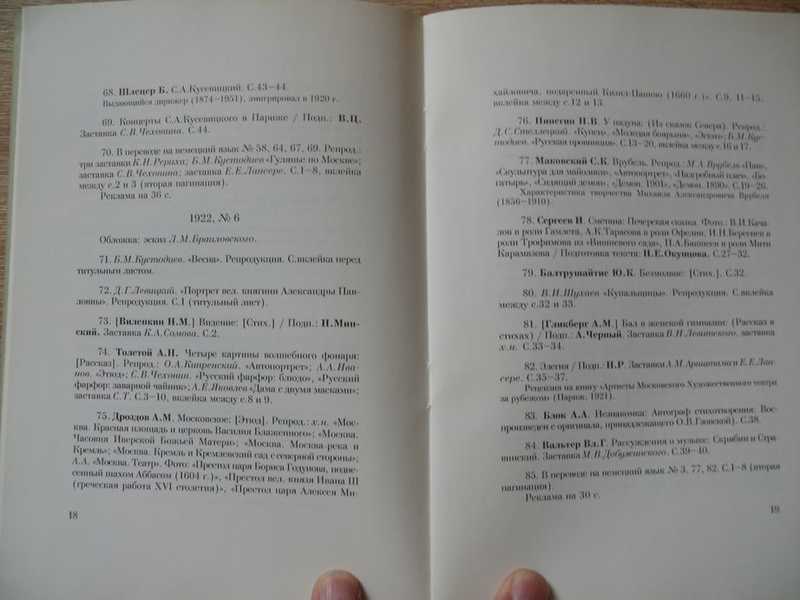 68. Шлецер Б. С.А.Кусевицкий. С.43–44.
Выдающийся дирижер (1874–1951), эмигрировал в 1920 г.
69. Концерты С.А.Кусевицкого в Париже / Подп.: В.Ц.
Заставка С.В.Чехонина. С.44.
70. В переводе на немецкий язык № 58, 64, 67, 69. Репрод.:
три заставки К.Н.Рериха; Б.М.Кустодиев «Гулянье по Москве»;
заставка С.В.Чехонина; заставка Е.Е.Лансере. С.1–8, вклейка
между с.2 и 3 (вторая пагинация).
Реклама на 36 с.
1922, № 6
Обложка: эскиз Л.М.Браиловского.
71. Б.М.Кустодиев. «Весна». Репродукция. С.вклейка перед
титульным листом.
72. Д.Г.Левицкий. «Портрет вел. княгини Александры Пав-
ловны». Репродукция. С.1 (титульный лист).
73. [Виленкин Н.М.] Видение: [Стих.] / Подп.: Н.Мин-
ский. Заставка К.А.Сомова. С.2.
74. Толстой А.Н. Четыре картины волшебного фонаря:
[Рассказ]. Репрод.: О.А.Кипренский. «Автопортрет»; А.А.Ива-
нов. «Этюд»; С.В.Чехонин. «Русский фарфор: блюдо», «Русский
фарфор: заварной чайник»; А.Е.Яковлев «Дама с двумя масками»;
заставка С.Т. С.3–10, вклейка между с.8 и 9.
75. Дроздов А.М. Московское: [Этюд]. Репрод.: х.н. «Мос-
ква. Красная площадь и церковь Василия Блаженного»; «Москва.
Часовня Иверской Божьей Матери»; «Москва. Москва-река и
Кремль»; «Москва. Кремль и Кремлевский сад с северной стороны»;
А.А. «Москва. Театр». Фото: «Престол царя Бориса Годунова, подне-
сенный шахом Аббасом (1604 г.)», «Престол вел. князя Ивана III
(греческая работа XVI столетия)», «Престол царя Алексея Ми-
18
хайловича, подаренный Кизил-Пашою (1660 г.)». С.9, 11–15,
вклейка между с.12 и 13.
76. Пинегин Н.В. У падуна: (Из сказок Севера). Репрод.:
Д.С.Стеллецкий. «Купец», «Молодая боярыня», «Эскиз»; Б.М.Кус-
тодиев. «Русская провинция». С.13–20, вклейка между с.16 и 17.
77. Маковский С.К. Врубель. Репрод.: М.А.Врубель «Пан»,
«Скульптура для майолики», «Автопортрет», «Надгробный плач», «Бо-
гатырь», «Сидящий демон», «Демон. 1901», «Демон. 1890». С.19–26.
Характеристика творчества Михаила Александровича Врубеля
(1856–1910).
78. Сергеев И. Сметина: Печерская сказка. Фото: В.И.Кача-
лов в роли Гамлета, А.К.Тарасова в роли Офелии, И.Н.Берсенев в
роли Трофимова из «Вишневого сада», П.А.Бакшеев в роли Мити
Карамазова / Подготовка текста: Н.Е.Окунцова. С.27–32.
79. Балтрушайтис Ю.К. Безмолвие: [Стих.]. С.32.
80. В.И.Шухаев «Купальщицы». Репродукция. С.вклейка
между с.32 и 33.
81. [Гликберг А.М.] Бал в женской гимназии: (Рассказ в
стихах) / Подп.: А.Черный. Заставка В.Н.Левитского, заставка
х.н. С.33–34.
82. Элегия / Подп.: Н.Р. Заставки А.М.Арнштама и Е.Е.Лан-
сере. С.35–37.
Рецензия на книгу «Артисты Московского Художественного театра
за рубежом» (Париж, 1921).
83. Блок А.А. Незнакомка: Автограф стихотворения. Вос-
произведен с оригинала, принадлежащего О.В.Гзовской]. С.38.
84. Вальтер Вл.Г. Рассуждения о музыке: Скрябин и Стра-
винский. Заставка М.В.Добужинского. С.39–40.
85. В переводе на немецкий язык № 3, 77, 82. С.1–8 (вторая
пагинация).
Реклама на 30 с.
19